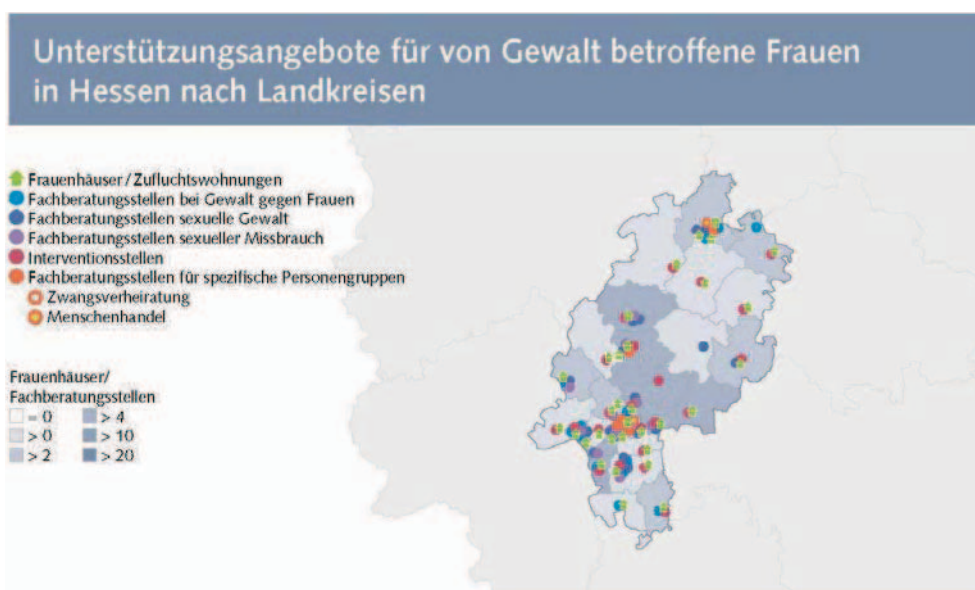 Unterstützungsangebote für von Gewalt betroffene Frauen
in Hessen nach Landkreisen
Frauenhäuser/Zufluchtswohnungen
Fachberatungsstellen bei Gewalt gegen Frauen
Fachberatungsstellen sexuelle Gewalt
Fachberatungsstellen sexueller Missbrauch
Interventionsstellen
Fachberatungsstellen für spezifische Personengruppen
Zwangsverheiratung
Menschenhandel
Frauenhäuser/
Fachberatungsstellen
= 0 > 4
> 0 > 10
> 2 > 20